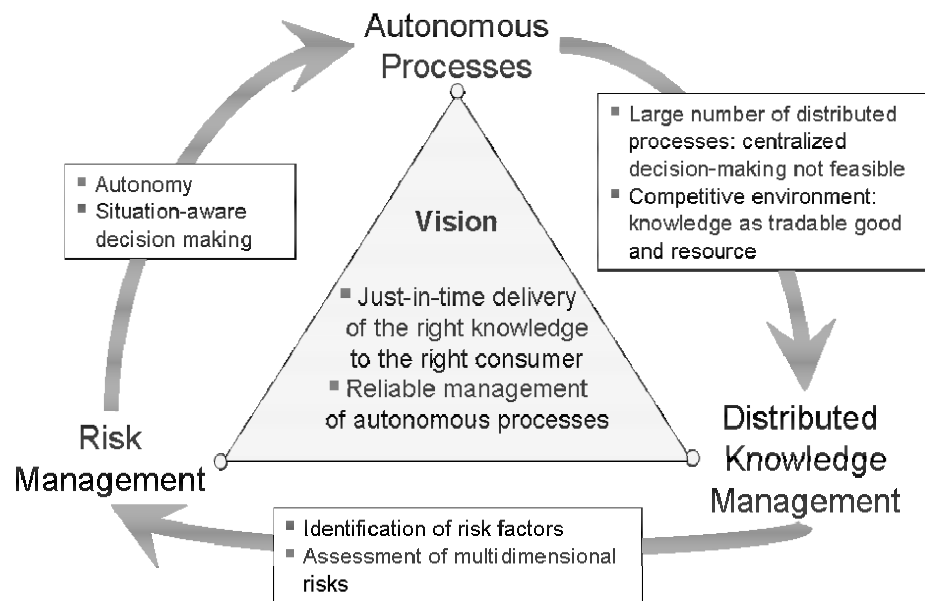 Autonomous
Processes
▪ Large number of distributed
processes: centralized
decision-making not feasible
▪ Competitive environment:
knowledge as tradable good
and resource
▪ Autonomy
▪ Situation-aware
decision making
Vision
▪ Just-in-time delivery
of the right knowledge
to the right consumer
▪ Reliable management
of autonomous processes
Risk
Management
Distributed
Knowledge
Management
▪ Identification of risk factors
▪ Assessment of multidimensional
risks